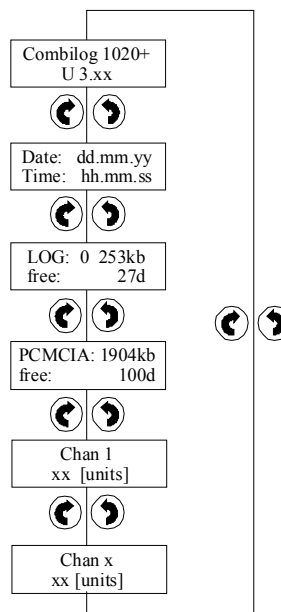 Combilog 1020+
U 3.xx
Date: dd.mm.yy
Time: hh.mm.ss
LOG: 0 253kb
free: 27d
PCMCIA: 1904kb
free: 100d
Chan 1
xx [units]
Chan x
xx [units]